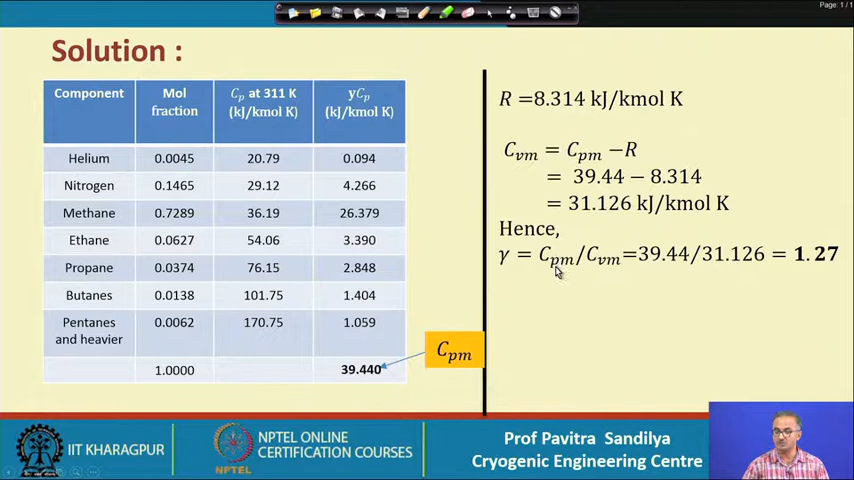 Page: 1 / 1
Solution :
Component Mol fraction Cp at 311 K (kJ/kmol K) yCp (kJ/kmol K)
Helium 0.0045 20.79 0.094
Nitrogen 0.1465 29.12 4.266
Methane 0.7289 36.19 26.379
Ethane 0.0627 54.06 3.390
Propane 0.0374 76.15 2.848
Butanes 0.0138 101.75 1.404
Pentanes and heavier 0.0062 170.75 1.059
1.0000 39.440
Cpm
R =8.314 kJ/kmol K
Cvm = Cpm −R
= 39.44 − 8.314
= 31.126 kJ/kmol K
Hence,
γ = Cpm/Cvm=39.44/31.126 = 1.27
IIT KHARAGPUR
NPTEL
NPTEL ONLINE
CERTIFICATION COURSES
Prof Pavitra Sandilya
Cryogenic Engineering Centre